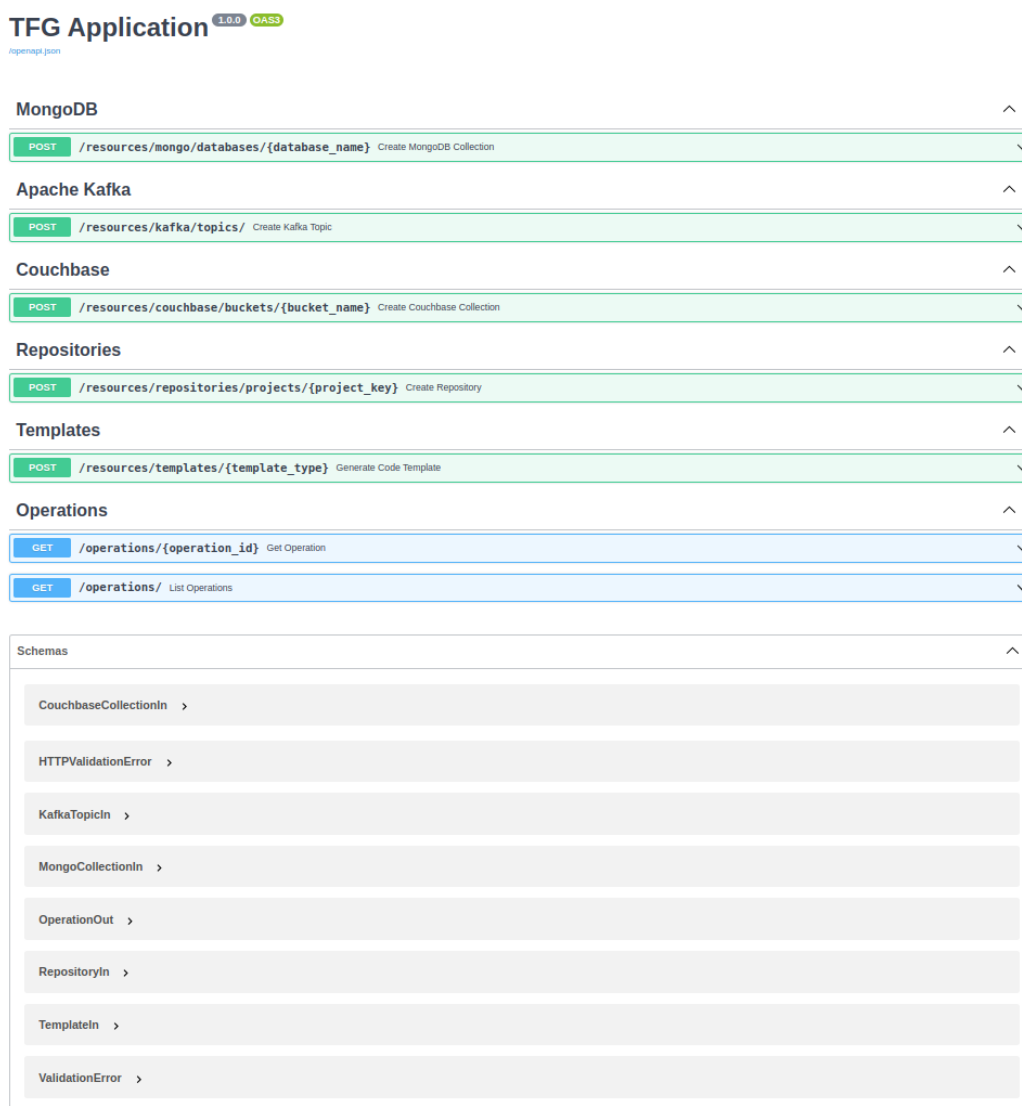 TFG Application 1.0.0 OAS3
/openapi.json
MongoDB
POST /resources/mongo/databases/{database_name} Create MongoDB Collection
Apache Kafka
POST /resources/kafka/topics/ Create Kafka Topic
Couchbase
POST /resources/couchbase/buckets/{bucket_name} Create Couchbase Collection
Repositories
POST /resources/repositories/projects/{project_key} Create Repository
Templates
POST /resources/templates/{template_type} Generate Code Template
Operations
GET /operations/{operation_id} Get Operation
GET /operations/ List Operations
Schemas
CouchbaseCollectionIn
HTTPValidationError
KafkaTopicIn
MongoCollectionIn
OperationOut
RepositoryIn
TemplateIn
ValidationError